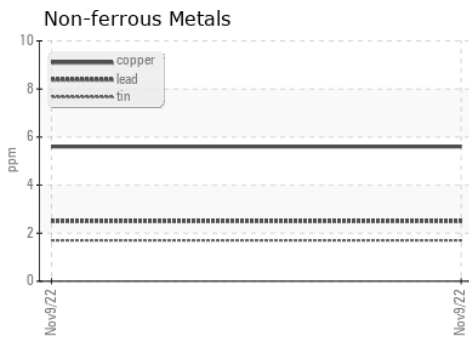 Non-ferrous Metals
10
copper
lead
tin
8
6
ppm
4
2
0
Nov9/22
Nov9/22